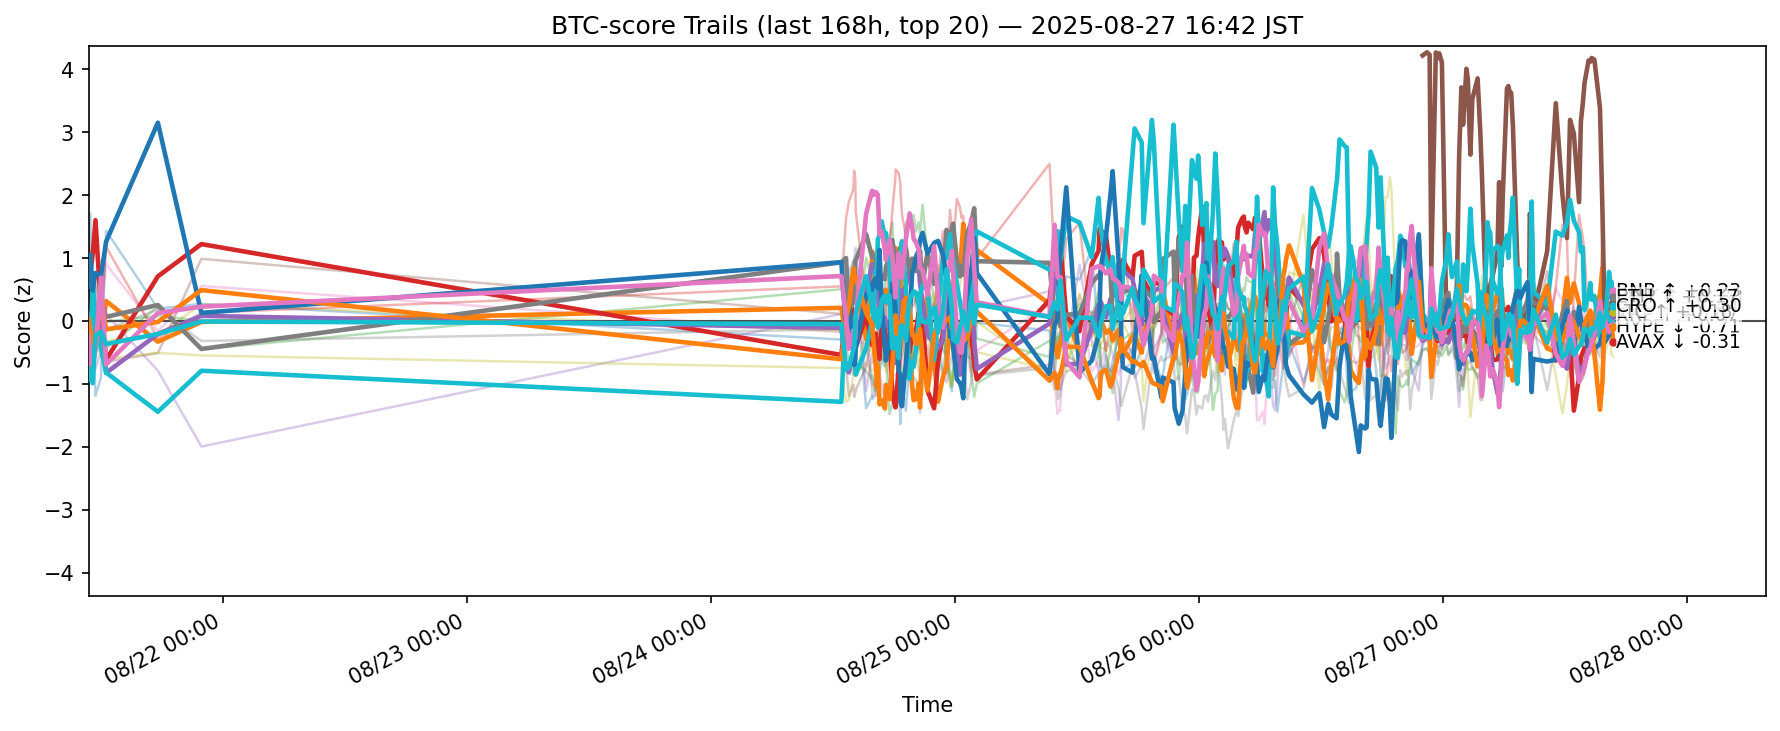 BTC-score Trails (last 168h, top 20) — 2025-08-27 16:42 JST
Score (z)
4
3
2
1
0
−1
−2
−3
−4
CRO ↑ +0.30
HYPE ↓ -0.71
AVAX ↓ -0.31
08/22 00:00
08/23 00:00
08/24 00:00
08/25 00:00
08/26 00:00
08/27 00:00
08/28 00:00
Time